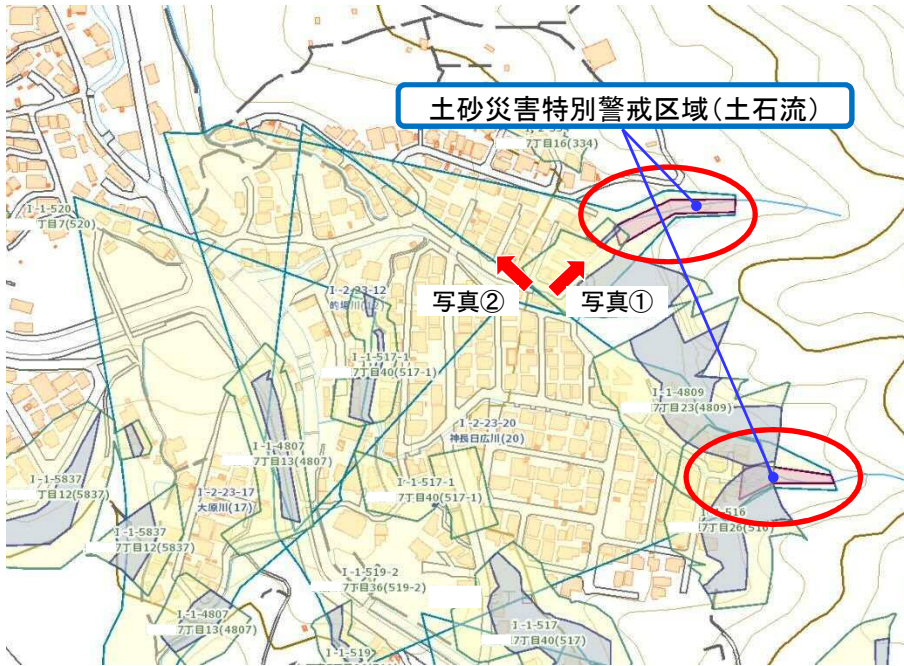 土砂災害特別警戒区域(土石流)
7丁目16(334)
I-1-520
丁目7(520)
写真②
写真①
I-2-23-12
的場川(12)
I-1-517-1
7丁目40(517-1)
I-1-4809
7丁目23(4809)
I-2-23-20
神長日広川(20)
I-1-4807
7丁目13(4807)
I-1-5837
丁目12(5837)
I-2-23-17
大原川(17)
I-1-517-1
7丁目40(517-1)
I-1-516
7丁目26(516)
I-1-5837
7丁目12(5837)
I-1-519-2
7丁目36(519-2)
I-1-4807
7丁目13(4807)
I-1-519
I-1-517
7丁目40(517)